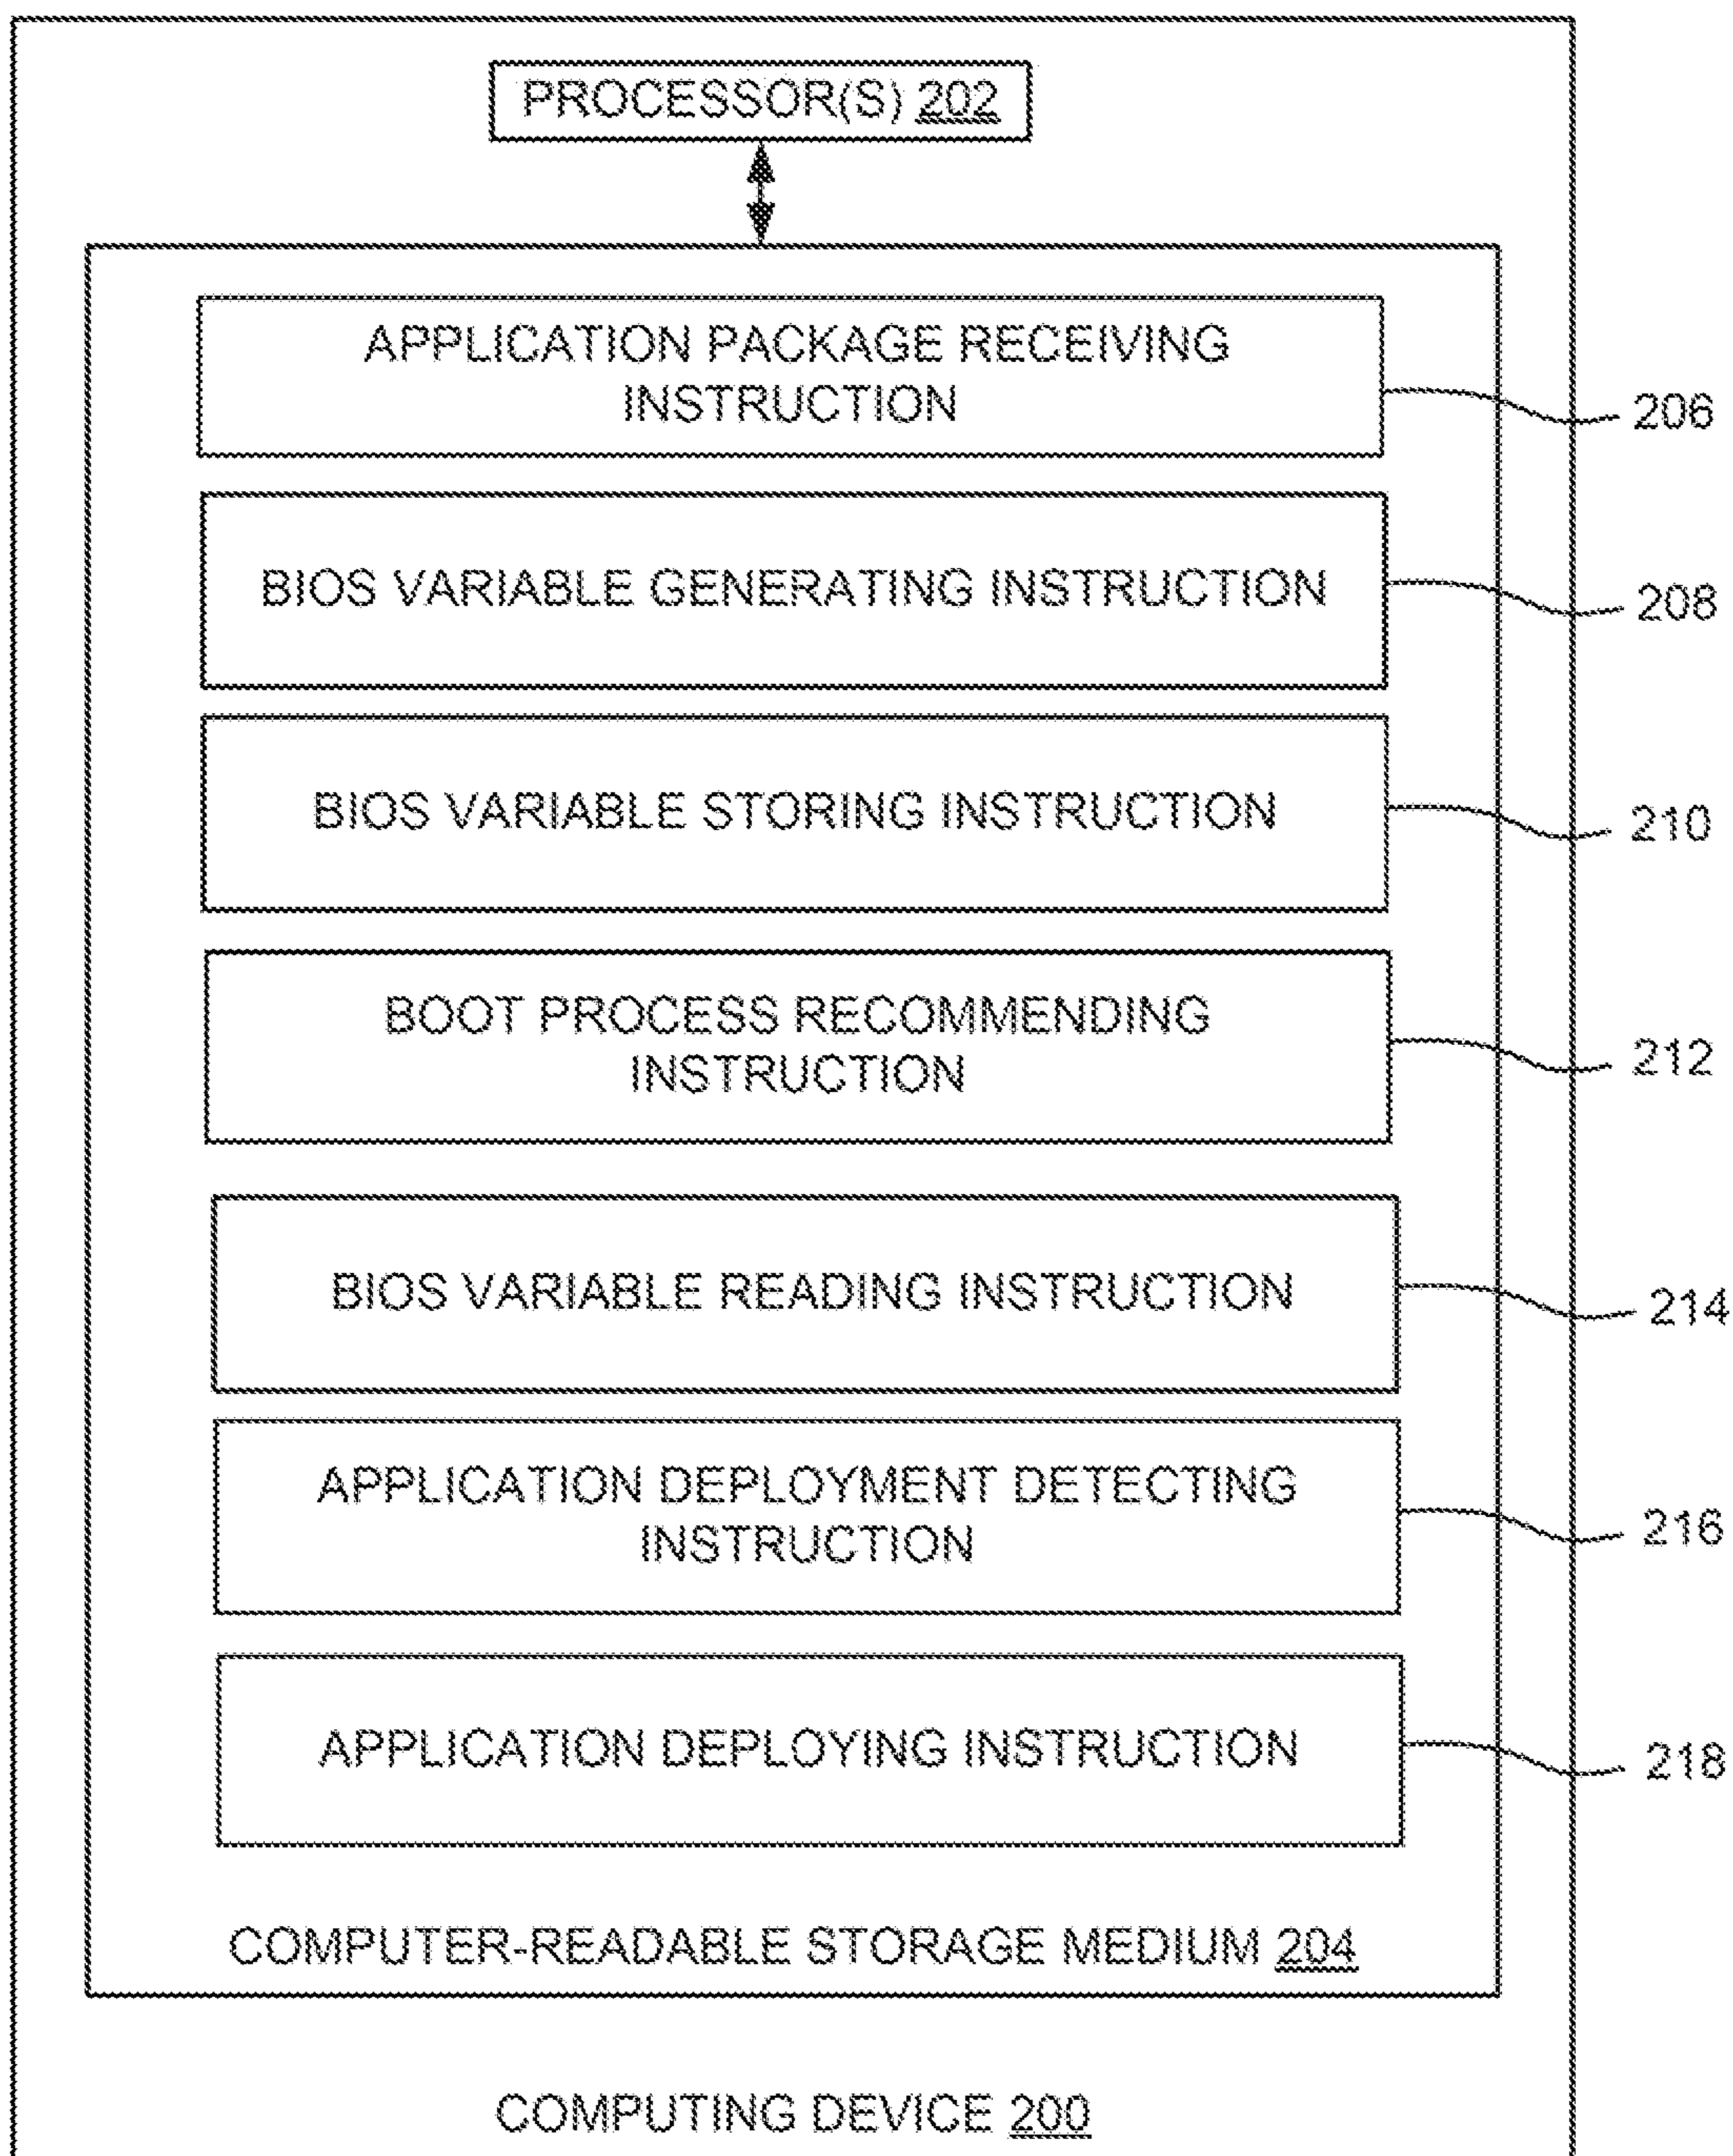 PROCESSOR(S) 202
APPLICATION PACKAGE RECEIVING
INSTRUCTION
206
BIOS VARIABLE GENERATING INSTRUCTION
208
BIOS VARIABLE STORING INSTRUCTION
210
BOOT PROCESS RECOMMENDING
INSTRUCTION
212
BIOS VARIABLE READING INSTRUCTION
214
APPLICATION DEPLOYMENT DETECTING
INSTRUCTION
216
APPLICATION DEPLOYING INSTRUCTION
218
COMPUTER-READABLE STORAGE MEDIUM 204
COMPUTING DEVICE 200